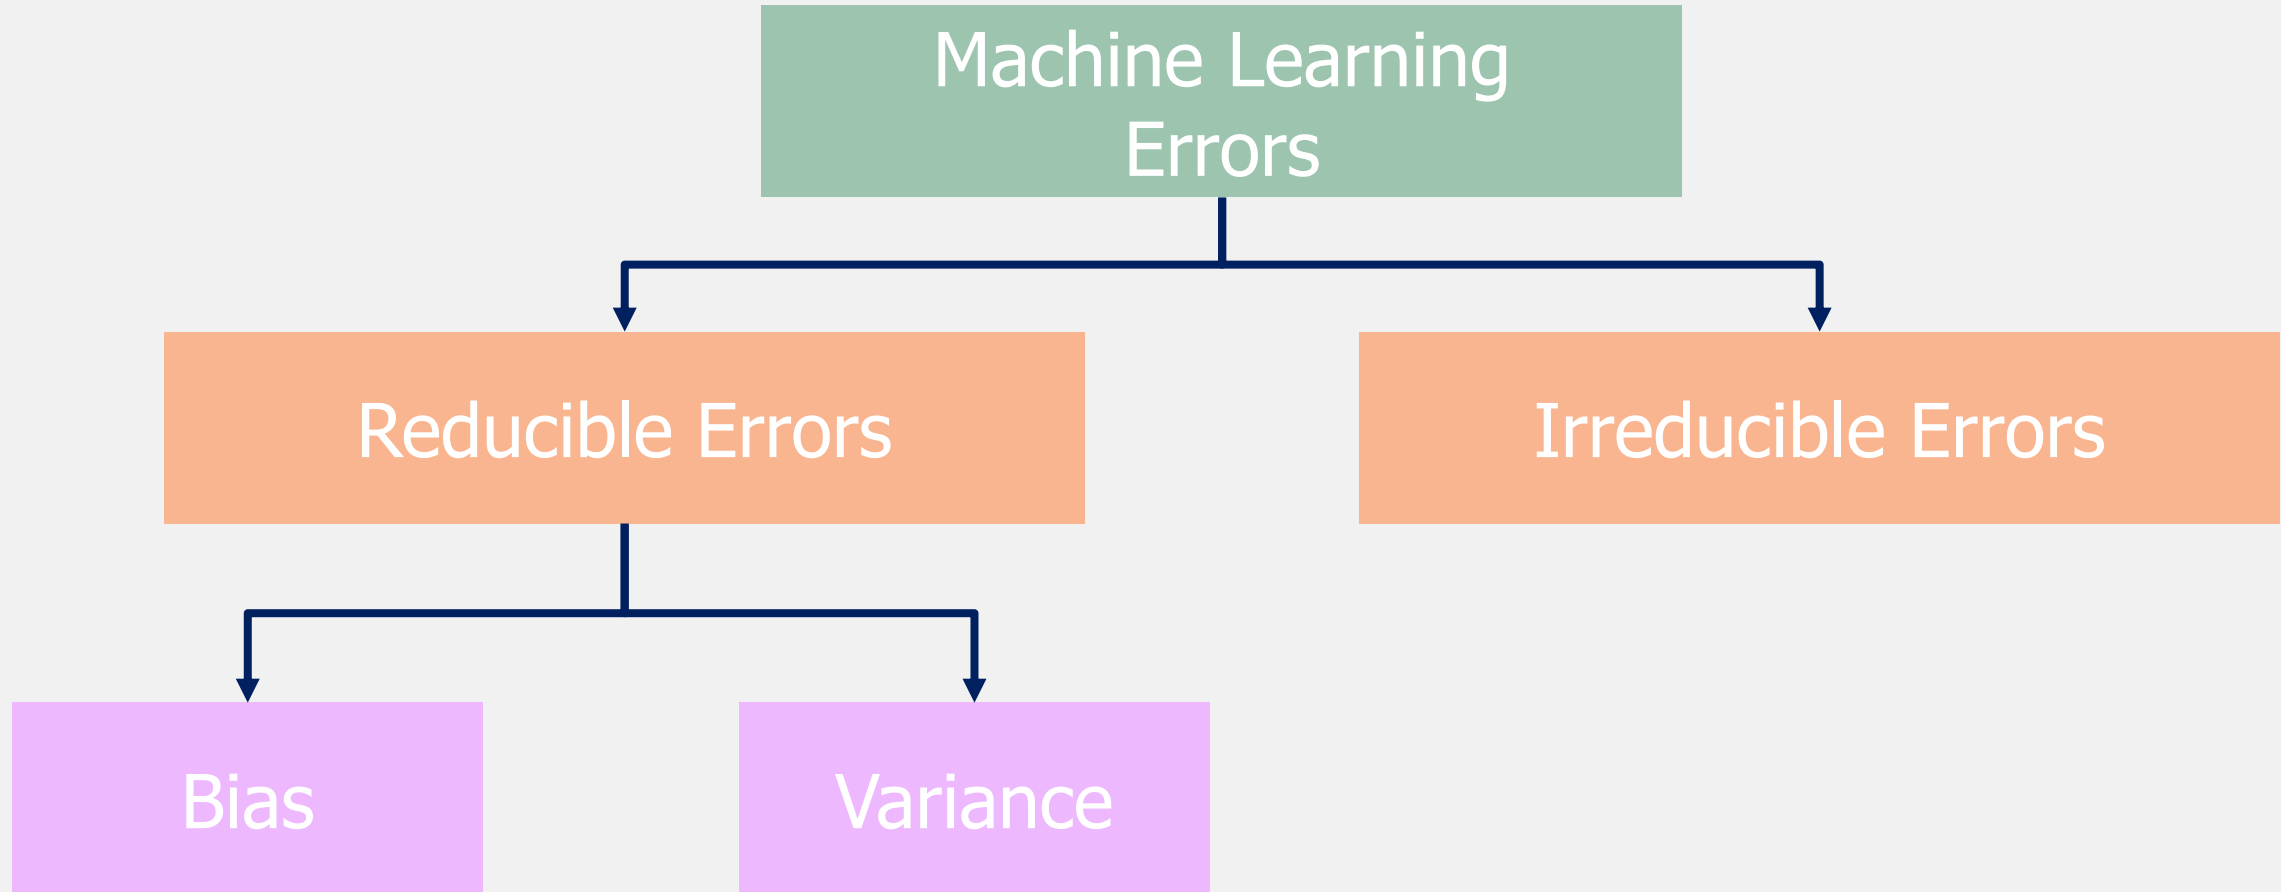 Machine Learning
Errors
Reducible Errors
Irreducible Errors
Bias
Variance